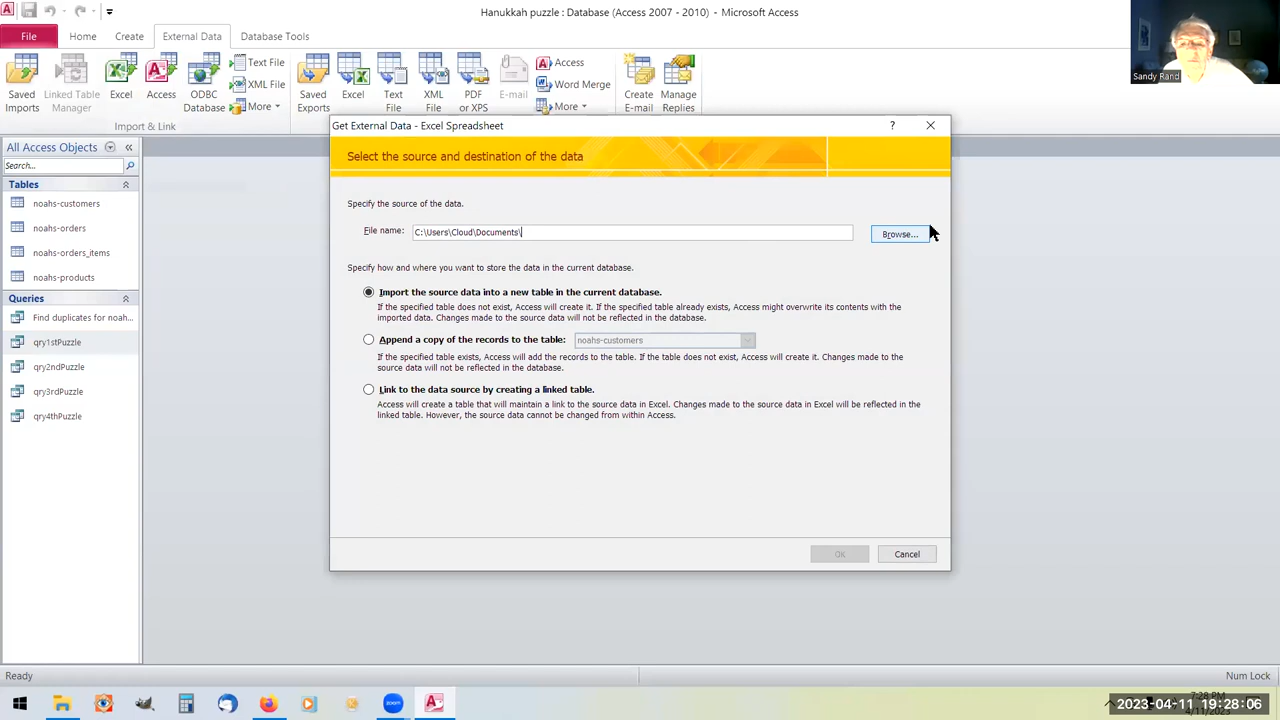 Hanukkah puzzle : Database (Access 2007 - 2010) - Microsoft Access
File Home Create External Data Database Tools
Saved Imports
Linked Table Manager
Excel
Access
ODBC Database
Text File
XML File
More
Import & Link
Saved Exports
Excel
Text File
XML File
PDF or XPS
E-mail
Access
Word Merge
More
Create E-mail
Manage Replies
Sandy Rand
All Access Objects
Search...
Tables
noahs-customers
noahs-orders
noahs-orders_items
noahs-products
Queries
Find duplicates for noah...
qry1stPuzzle
qry2ndPuzzle
qry3rdPuzzle
qry4thPuzzle
Get External Data - Excel Spreadsheet
?
Select the source and destination of the data
Specify the source of the data.
File name: C:\Users\Cloud\Documents\ Browse...
Specify how and where you want to store the data in the current database.
Import the source data into a new table in the current database.
If the specified table does not exist, Access will create it. If the specified table already exists, Access might overwrite its contents with the
imported data. Changes made to the source data will not be reflected in the database.
Append a copy of the records to the table: noahs-customers
If the specified table exists, Access will add the records to the table. If the table does not exist, Access will create it. Changes made to the
source data will not be reflected in the database.
Link to the data source by creating a linked table.
Access will create a table that will maintain a link to the source data in Excel. Changes made to the source data in Excel will be reflected in the
linked table. However, the source data cannot be changed from within Access.
OK Cancel
Ready
Num Lock
zoom
7:28 PM
2023-04-11 19:28:06